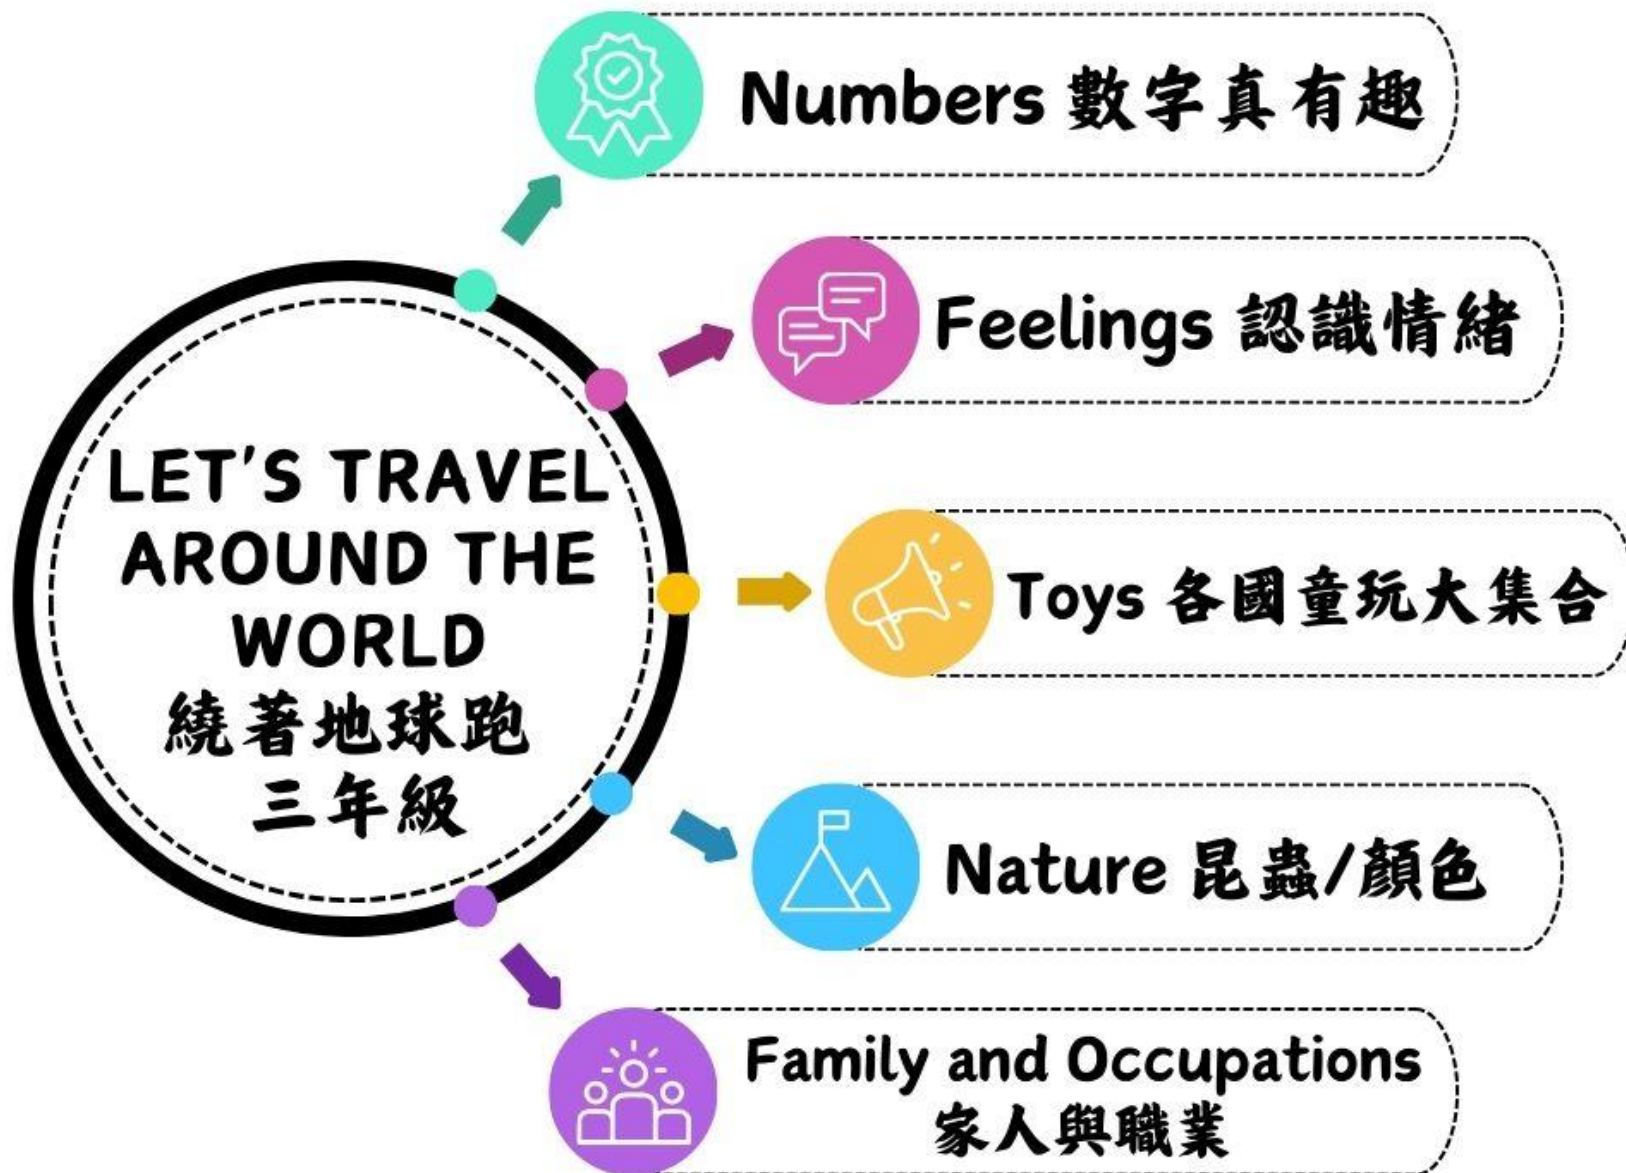 Numbers 數字真有趣
Feelings 認識情緒
LET'S TRAVEL
AROUND THE
WORLD
繞著地球跑
三年級
Toys 各國童玩大集合
Nature 昆蟲/顏色
Family and Occupations
家人與職業